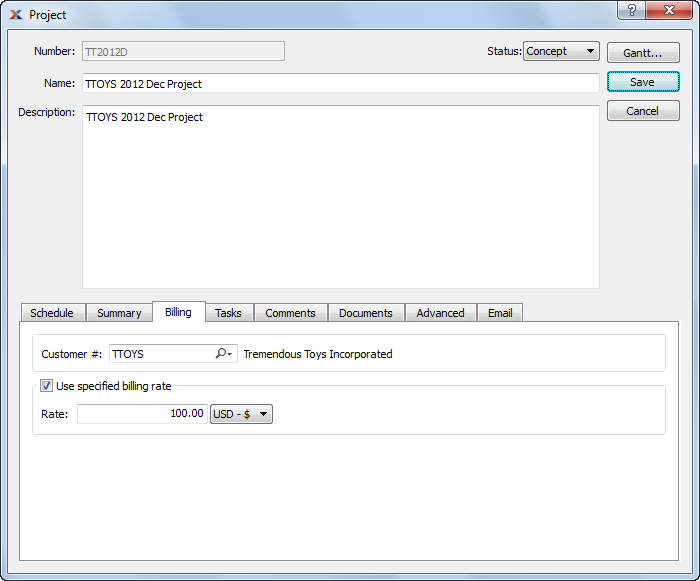 Project
Number: TT2012D Status: Concept Gantt...
Name: TTOYS 2012 Dec Project Save
Description: TTOYS 2012 Dec Project Cancel
Schedule Summary Billing Tasks Comments Documents Advanced Email
Customer #: TTOYS Tremendous Toys Incorporated
Use specified billing rate
Rate: 100.00 USD - $